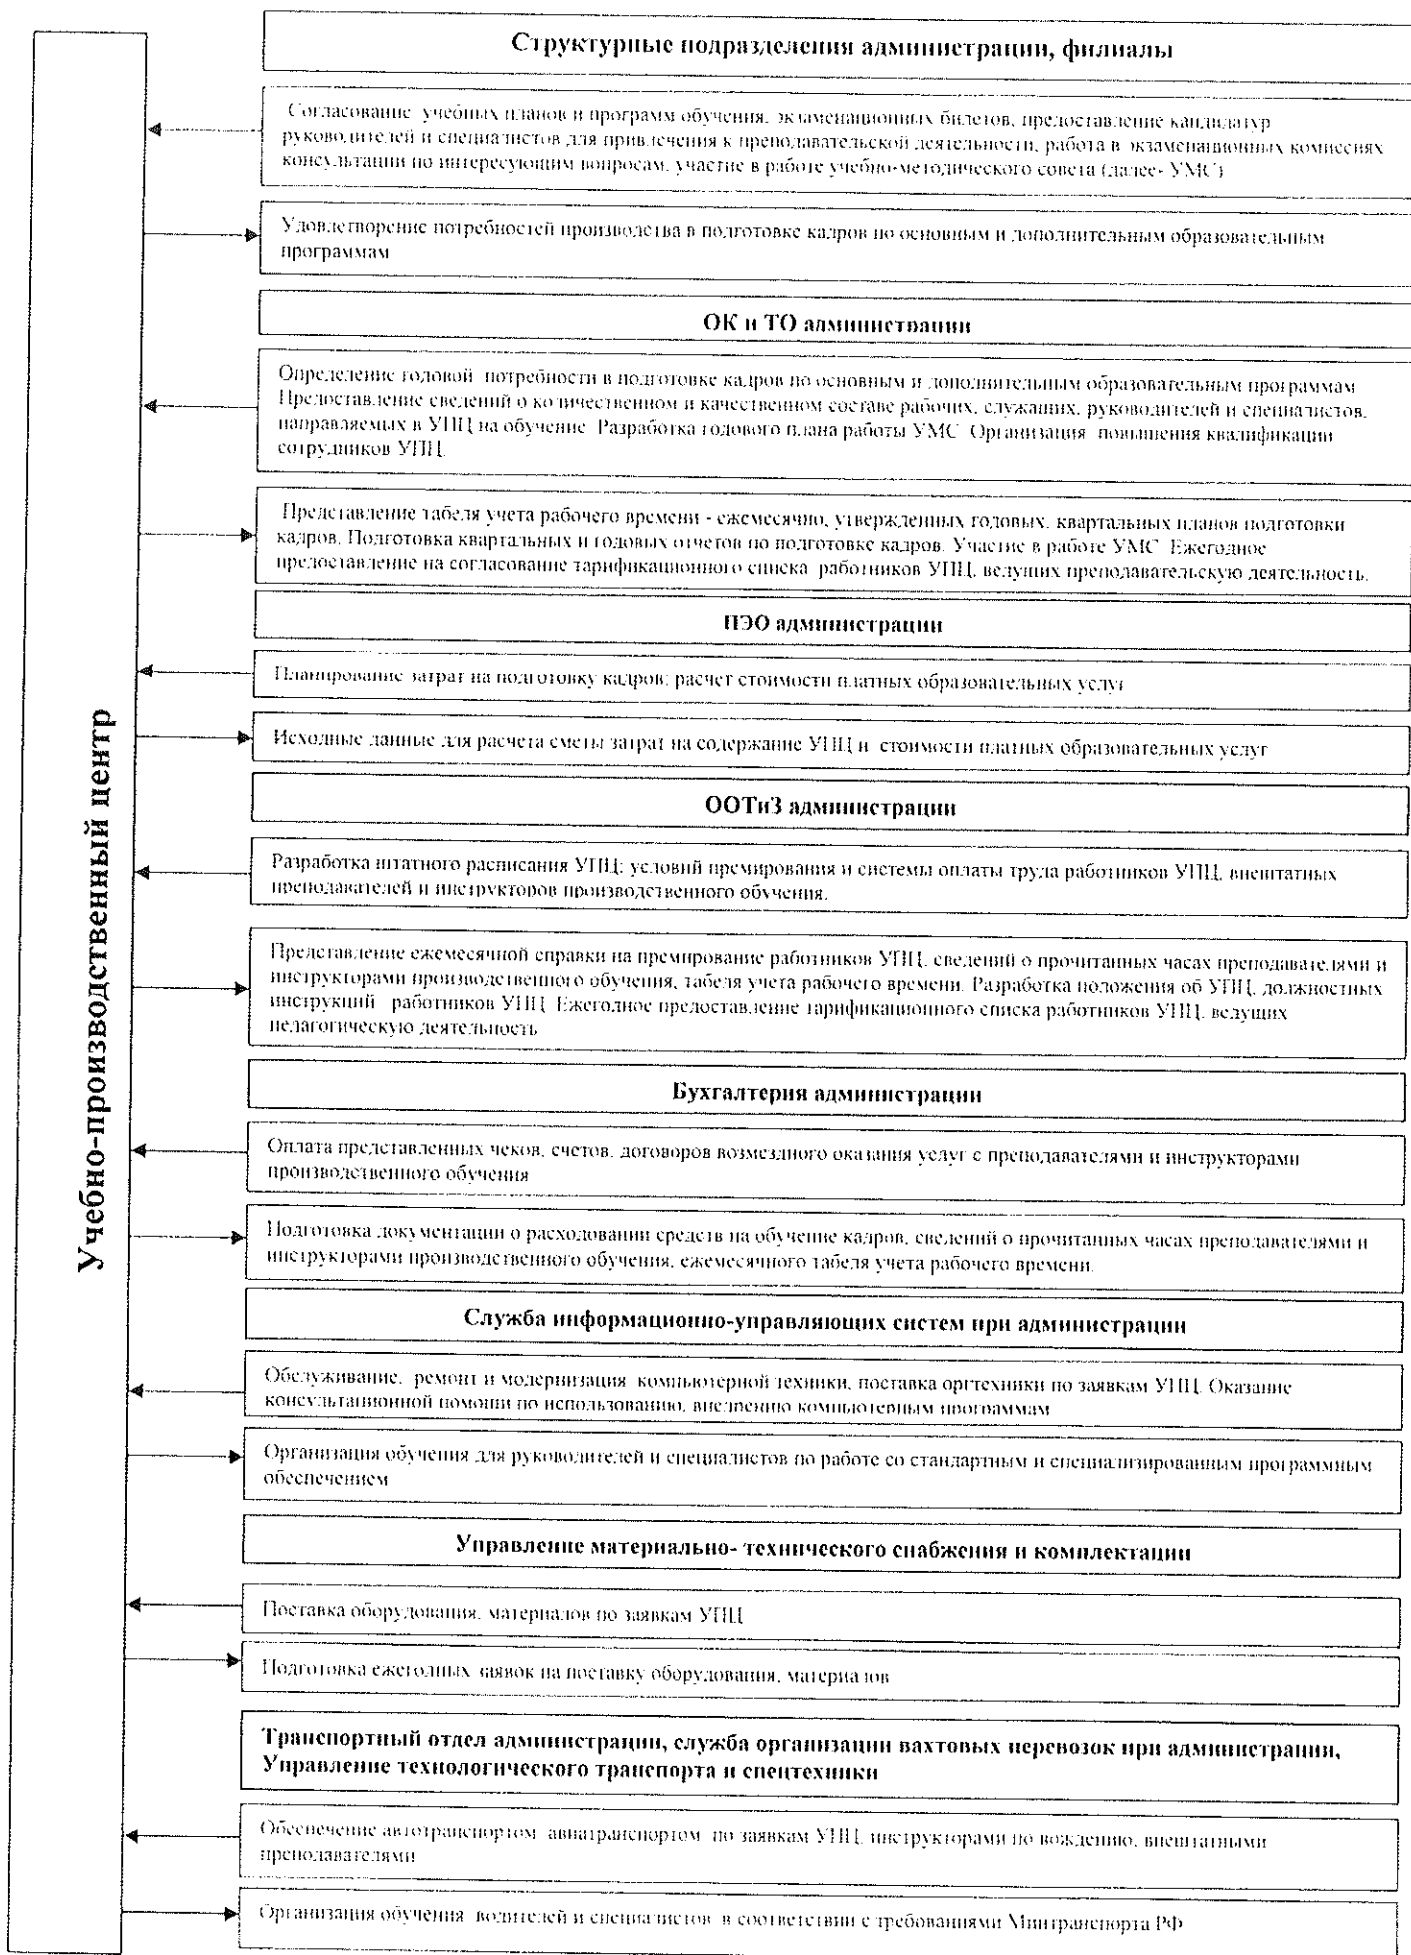 Структурные подразделения администрации, филиалы
Согласование учебных планов и программ обучения, экзаменационных билетов, предоставление кандидатур
руководителей и специалистов для привлечения к преподавательской деятельности, работа в экзаменационных комиссиях
консультации по интересующим вопросам, участие в работе учебно-методического совета (далее- УМС)
Удовлетворение потребностей производства в подготовке кадров по основным и дополнительным образовательным
программам
ОК и ТО администрации
Определение годовой потребности в подготовке кадров по основным и дополнительным образовательным программам
Предоставление сведений о количественном и качественном составе рабочих, служащих, руководителей и специалистов,
направляемых в УПЦ на обучение Разработка годового плана работы УМС Организация повышения квалификации
сотрудников УПЦ.
Представление табеля учета рабочего времени - ежемесячно, утвержденных годовых, квартальных планов подготовки
кадров. Подготовка квартальных и годовых отчетов по подготовке кадров. Участие в работе УМС Ежегодное
предоставление на согласование тарификационного списка работников УПЦ, ведущих преподавательскую деятельность.
ПЭО администрации
Планирование затрат на подготовку кадров; расчет стоимости платных образовательных услуг
Исходные данные для расчета сметы затрат на содержание УПЦ и стоимости платных образовательных услуг
Учебно-производственный центр
ООТиЗ администрации
Разработка штатного расписания УПЦ; условий премирования и системы оплаты труда работников УПЦ, внештатных
преподавателей и инструкторов производственного обучения.
Представление ежемесячной справки на премирование работников УПЦ, сведений о прочитанных часах преподавателями и
инструкторами производственного обучения, табеля учета рабочего времени. Разработка положения об УПЦ, должностных
инструкций работников УПЦ Ежегодное предоставление тарификационного списка работников УПЦ, ведущих
педагогическую деятельность
Бухгалтерия администрации
Оплата представленных чеков, счетов, договоров возмездного оказания услуг с преподавателями и инструкторами
производственного обучения
Подготовка документации о расходовании средств на обучение кадров, сведений о прочитанных часах преподавателями и
инструкторами производственного обучения, ежемесячного табеля учета рабочего времени.
Служба информационно-управляющих систем при администрации
Обслуживание, ремонт и модернизация компьютерной техники, поставка оргтехники по заявкам УПЦ. Оказание
консультационной помощи по использованию, внедрению компьютерным программам
Организация обучения для руководителей и специалистов по работе со стандартным и специализированным программным
обеспечением
Управление материально- технического снабжения и комплектации
Поставка оборудования, материалов по заявкам УПЦ
Подготовка ежегодных заявок на поставку оборудования, материалов
Транспортный отдел администрации, служба организации вахтовых перевозок при администрации,
Управление технологического транспорта и спецтехники
Обеспечение автотранспортом авиатранспортом по заявкам УПЦ, инструкторами по вождению, внештатными
преподавателями
Организация обучения водителей и специалистов в соответствии с требованиями Минтранспорта РФ